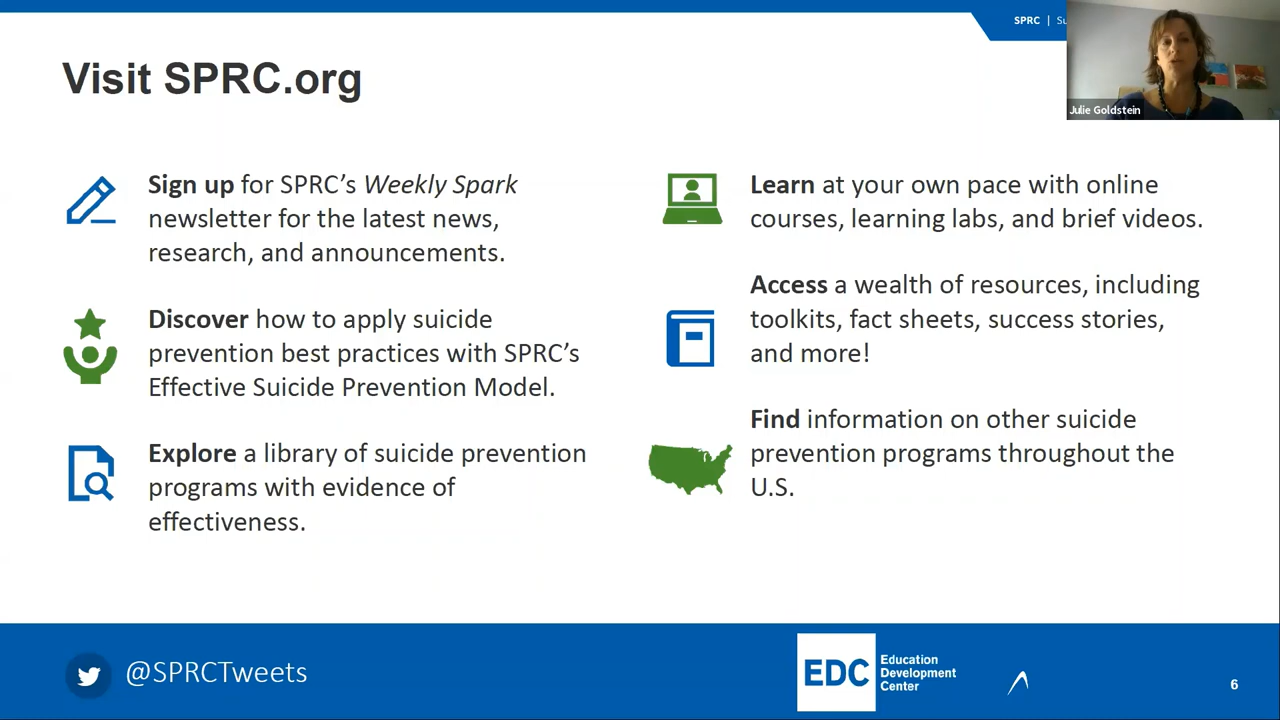 SPRC |
Julie Goldstein
Visit SPRC.org
Sign up for SPRC's Weekly Spark
newsletter for the latest news,
research, and announcements.
Discover how to apply suicide
prevention best practices with SPRC's
Effective Suicide Prevention Model.
Explore a library of suicide prevention
programs with evidence of
effectiveness.
Learn at your own pace with online
courses, learning labs, and brief videos.
Access a wealth of resources, including
toolkits, fact sheets, success stories,
and more!
Find information on other suicide
prevention programs throughout the
U.S.
@SPRCTweets
EDC
Education
Development
Center
6